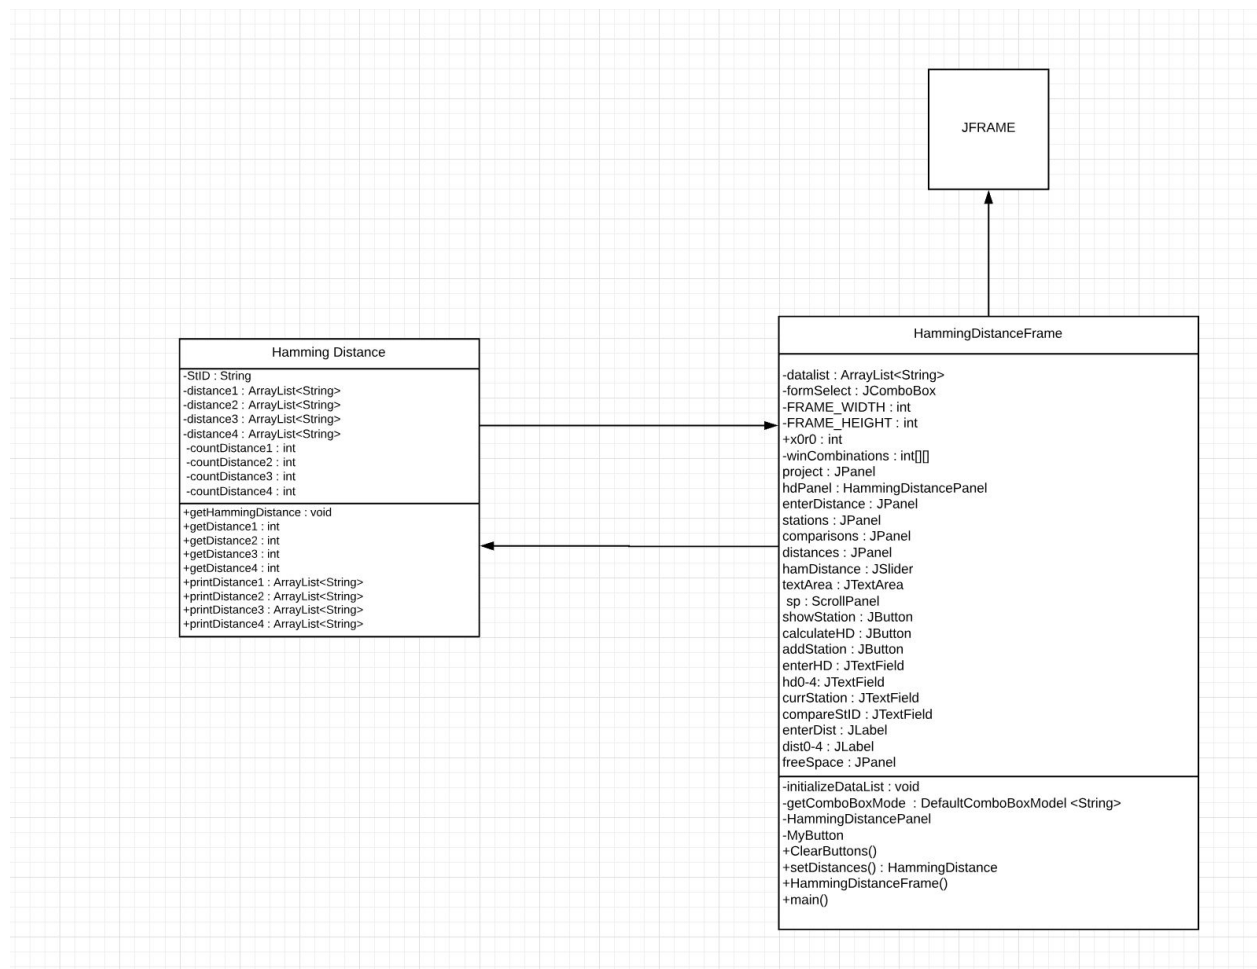 JFRAME
Hamming Distance
-StID : String
-distance1 : ArrayList<String>
-distance2 : ArrayList<String>
-distance3 : ArrayList<String>
-distance4 : ArrayList<String>
-countDistance1 : int
-countDistance2 : int
-countDistance3 : int
-countDistance4 : int
+getHammingDistance : void
+getDistance1 : int
+getDistance2 : int
+getDistance3 : int
+getDistance4 : int
+printDistance1 : ArrayList<String>
+printDistance2 : ArrayList<String>
+printDistance3 : ArrayList<String>
+printDistance4 : ArrayList<String>
HammingDistanceFrame
-datalist : ArrayList<String>
-formSelect : JComboBox
-FRAME_WIDTH : int
-FRAME_HEIGHT : int
+x0r0 : int
-winCombinations : int[][]
project : JPanel
hdPanel : HammingDistancePanel
enterDistance : JPanel
stations : JPanel
comparisons : JPanel
distances : JPanel
hamDistance : JSlider
textArea : JTextArea
sp : ScrollPanel
showStation : JButton
calculateHD : JButton
addStation : JButton
enterHD : JTextField
hd0-4: JTextField
currStation : JTextField
compareStID : JTextField
enterDist : JLabel
dist0-4 : JLabel
freeSpace : JPanel
-initializeDataList : void
-getComboBoxMode : DefaultComboBoxModel <String>
-HammingDistancePanel
-MyButton
+ClearButtons()
+setDistances() : HammingDistance
+HammingDistanceFrame()
+main()